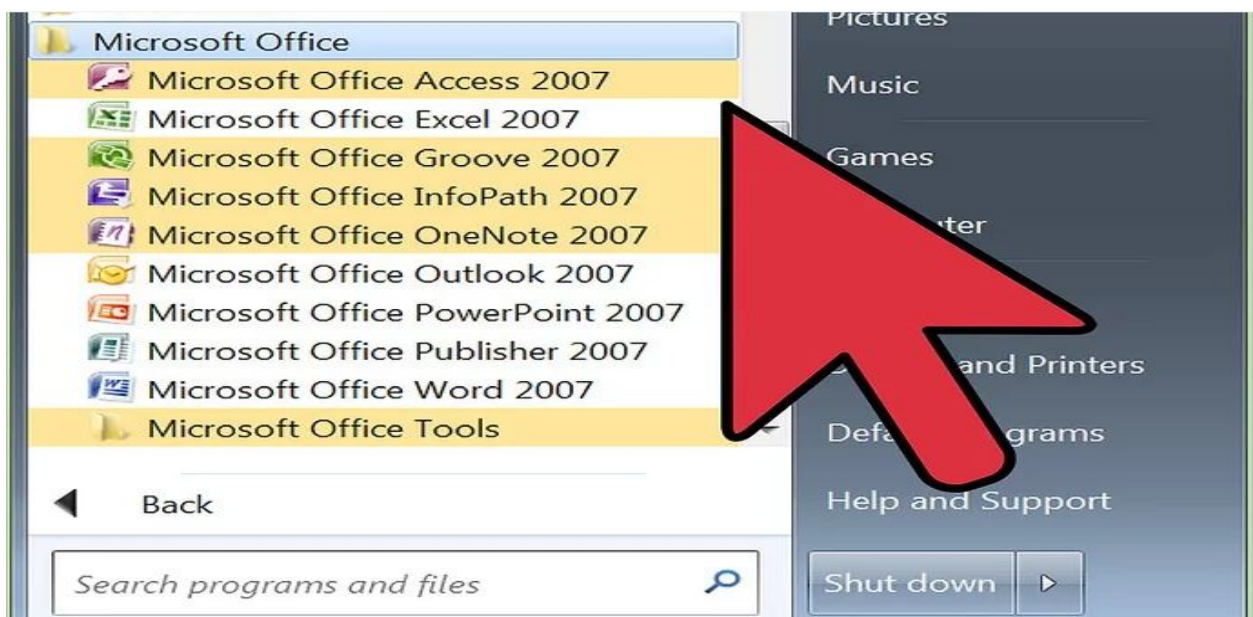 Microsoft Office
Microsoft Office Access 2007
Microsoft Office Excel 2007
Microsoft Office Groove 2007
Microsoft Office InfoPath 2007
Microsoft Office OneNote 2007
Microsoft Office Outlook 2007
Microsoft Office PowerPoint 2007
Microsoft Office Publisher 2007
Microsoft Office Word 2007
Microsoft Office Tools
Back
Search programs and files
Pictures
Music
Games
and Printers
Help and Support
Shut down